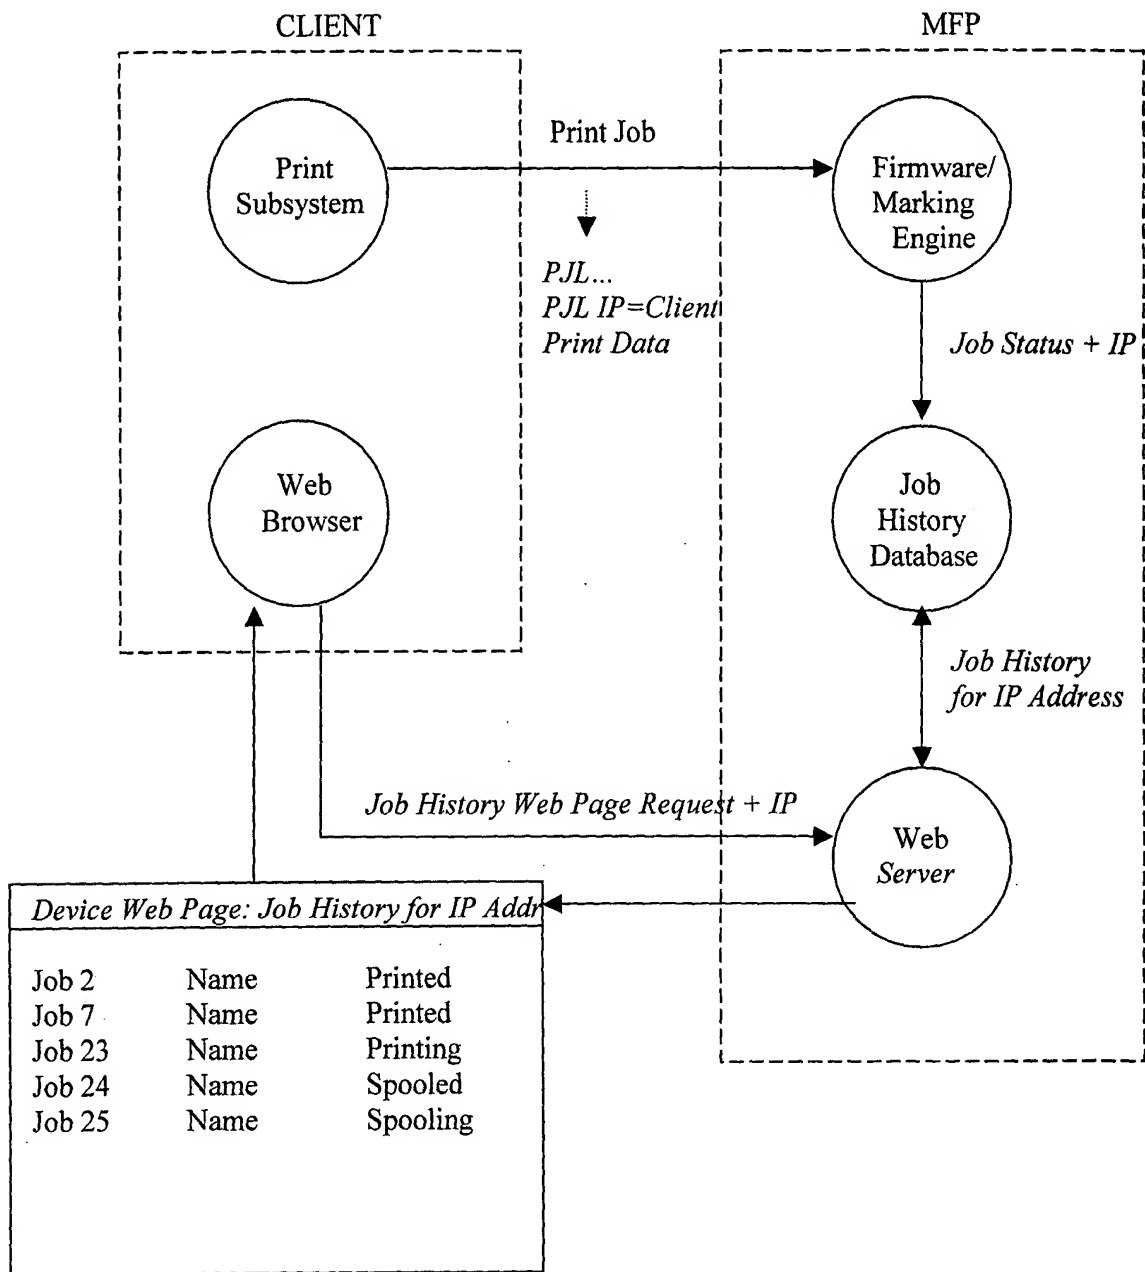 CLIENT
MFP
Print
Subsystem
Print Job
Firmware/
Marking
Engine
PJL...
PJL IP=Client
Print Data
Job Status + IP
Web
Browser
Job
History
Database
Job History
for IP Address
Job History Web Page Request + IP
Web
Server
Device Web Page: Job History for IP Addr
Job 2 Name Printed
Job 7 Name Printed
Job 23 Name Printing
Job 24 Name Spooled
Job 25 Name Spooling